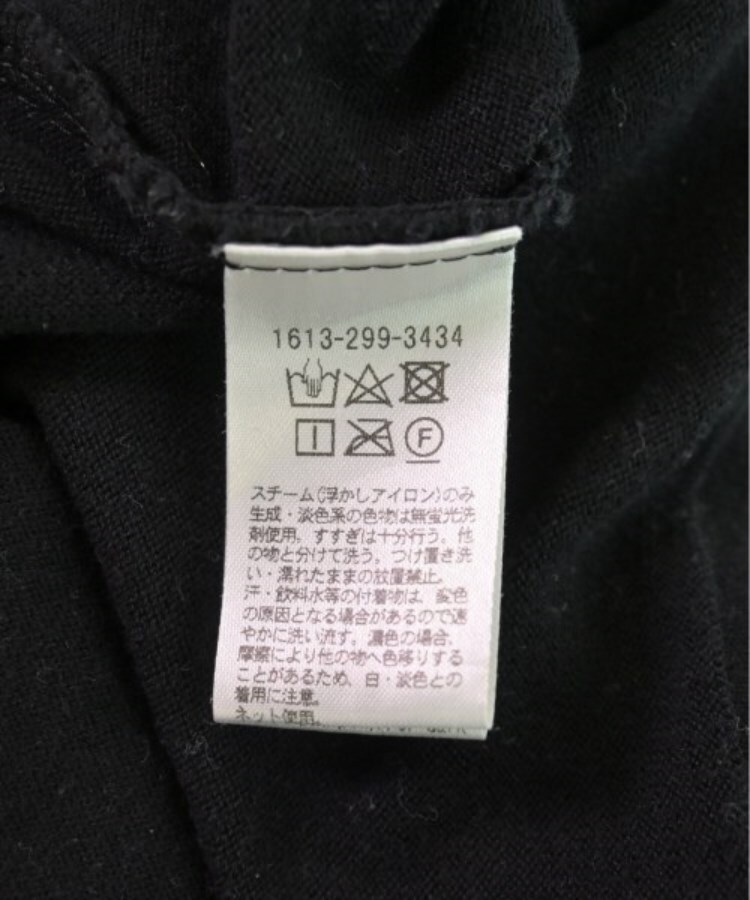 1613-299-3434
F
スチーム(浮かしアイロン)のみ
生成・淡色系の色物は無蛍光洗
剤使用。すすぎは十分行う。他
の物と分けて洗う。つけ置き洗
い・濡れたままの放置禁止。
汗・飲料水等の付着物は、変色
の原因となる場合があるので速
やかに洗い流す。濃色の場合、
摩擦により他の物へ色移りする
ことがあるため、白・淡色との
着用に注意。
ネット使用。